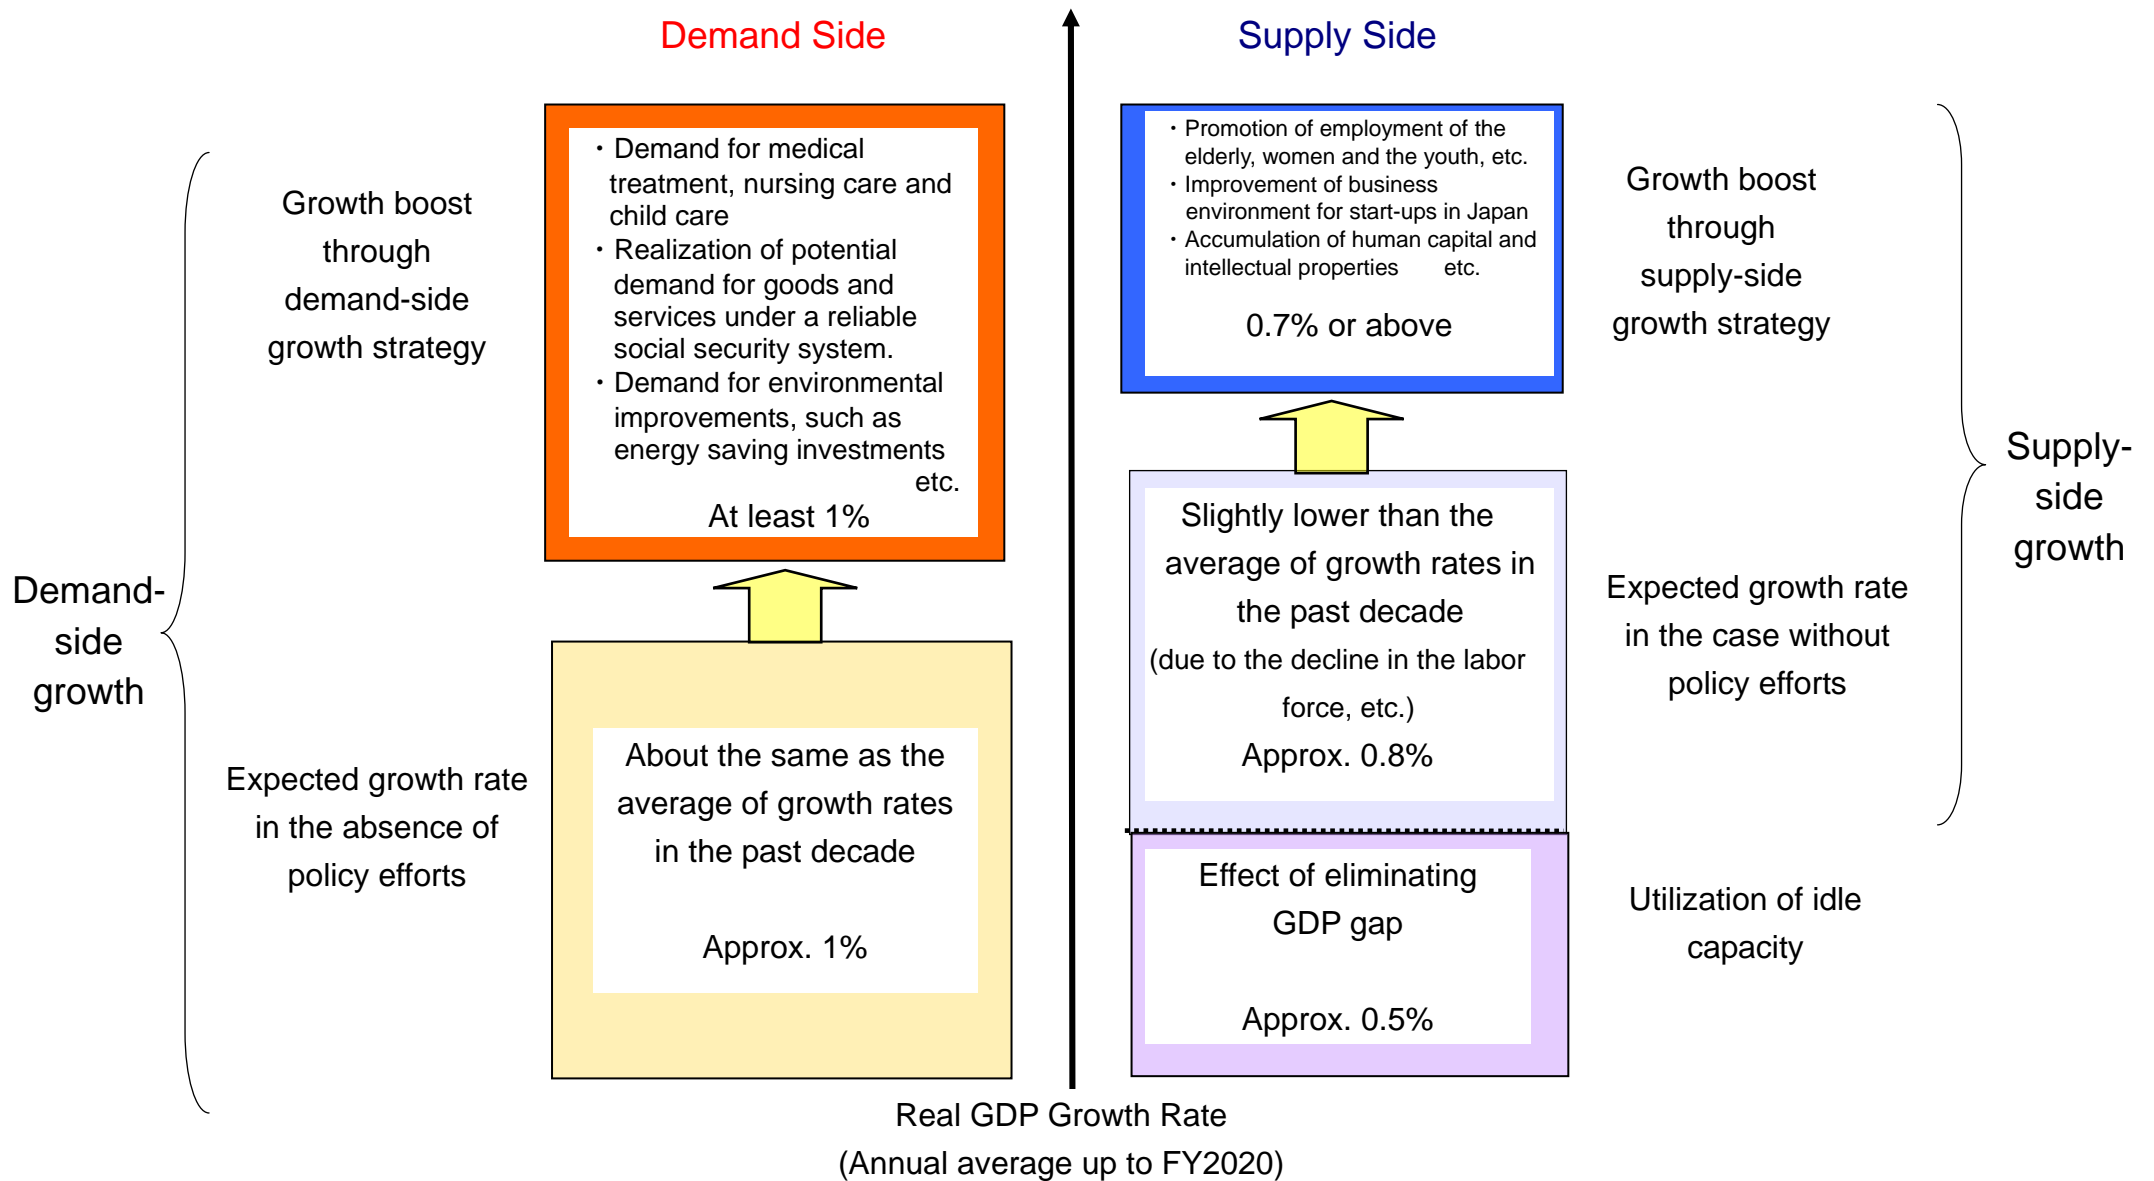 Demand Side
Supply Side
Demand-
side
growth
Growth boost
through
demand-side
growth strategy
・Demand for medical
treatment, nursing care and
child care
・Realization of potential
demand for goods and
services under a reliable
social security system.
・Demand for environmental
improvements, such as
energy saving investments
etc.
At least 1%
Expected growth rate
in the absence of
policy efforts
About the same as the
average of growth rates
in the past decade
Approx. 1%
・Promotion of employment of the
elderly, women and the youth, etc.
・Improvement of business
environment for start-ups in Japan
・Accumulation of human capital and
intellectual properties etc.
0.7% or above
Growth boost
through
supply-side
growth strategy
Slightly lower than the
average of growth rates in
the past decade
(due to the decline in the labor
force, etc.)
Approx. 0.8%
Expected growth rate
in the case without
policy efforts
Supply-
side
growth
Effect of eliminating
GDP gap
Approx. 0.5%
Utilization of idle
capacity
Real GDP Growth Rate
(Annual average up to FY2020)